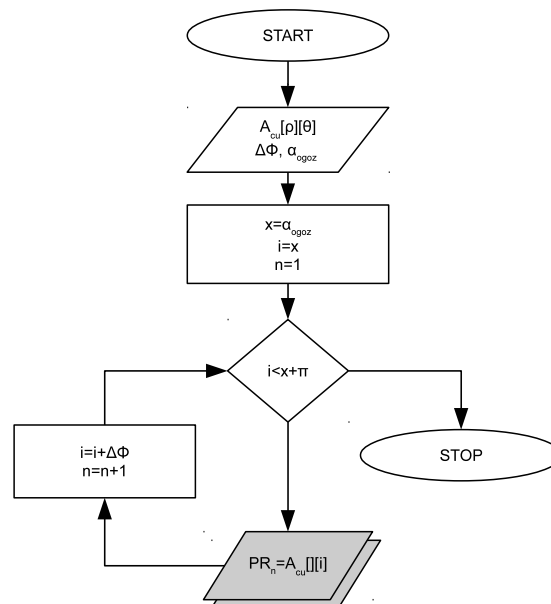 START
A_cu[ρ][θ]
ΔΦ, α_ogoz
x=α_ogoz
i=x
n=1
i<x+π
i=i+ΔΦ
n=n+1
STOP
PR_n=A_cu[][i]